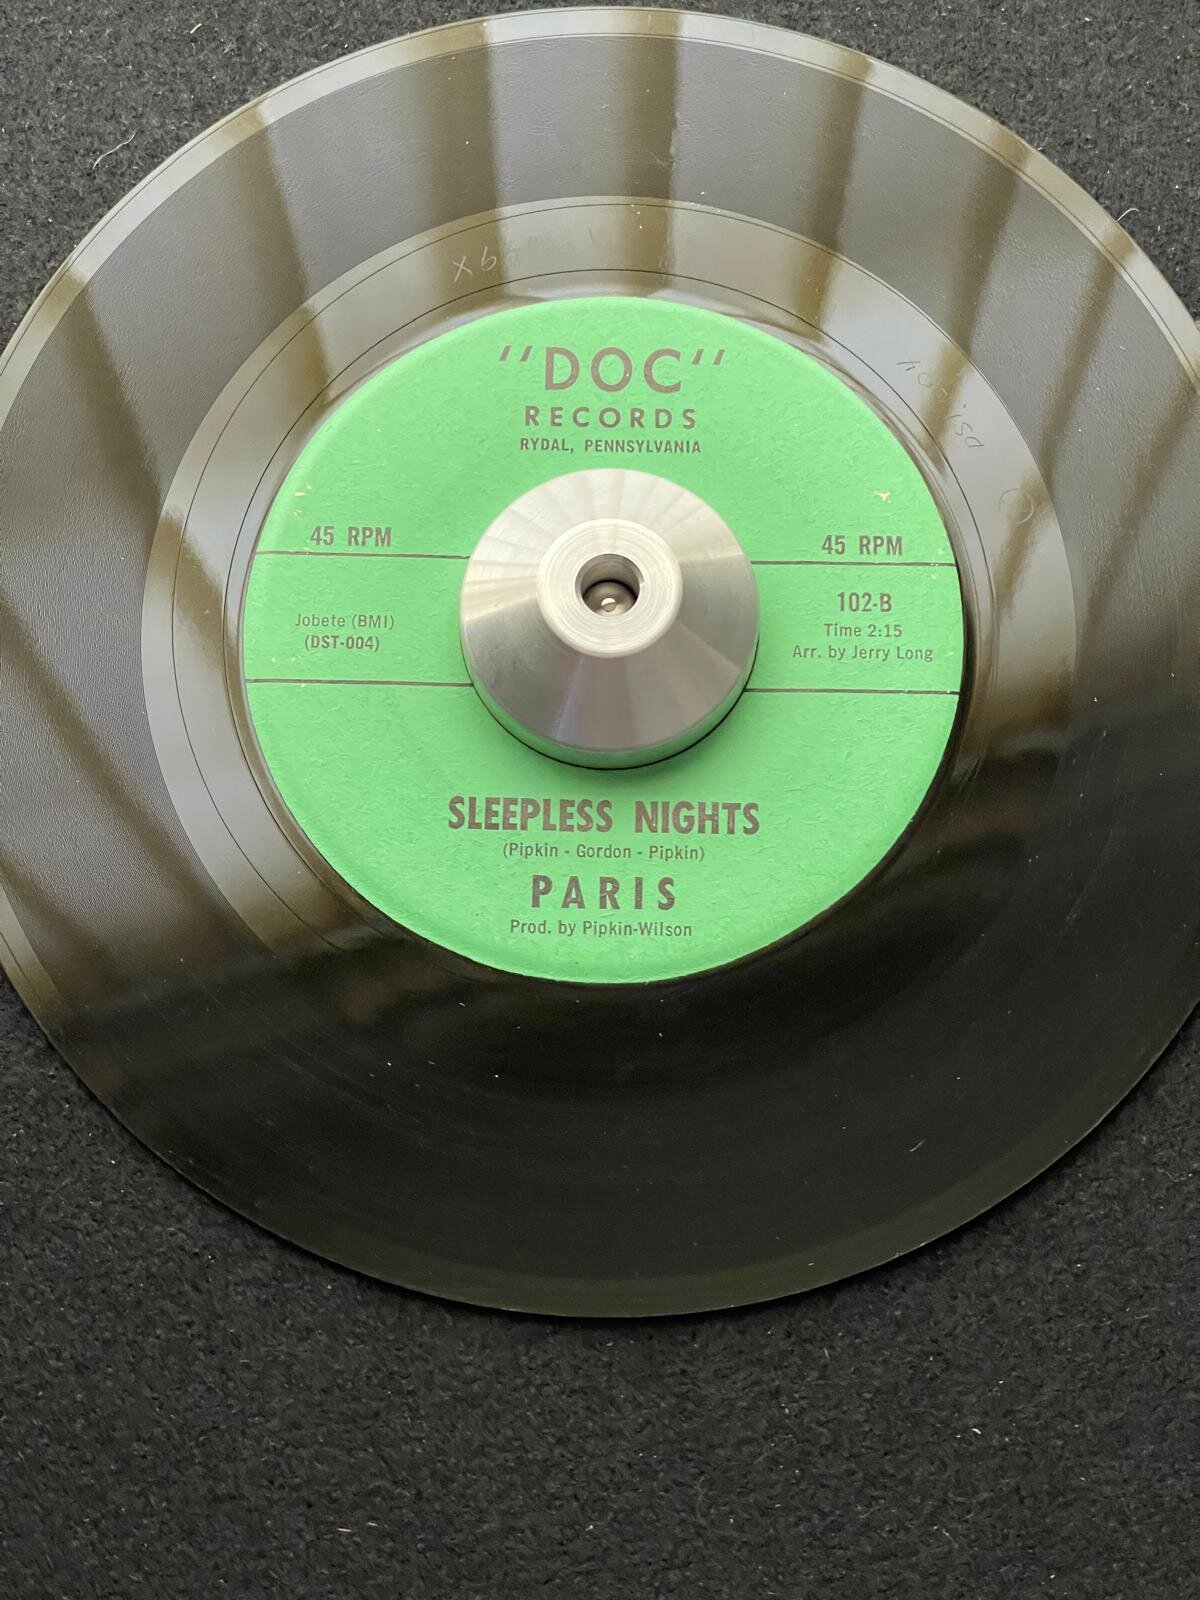 "DOC"
RECORDS
RYDAL, PENNSYLVANIA
45 RPM
45 RPM
Jobete (BMI)
(DST-004)
102-B
Time 2:15
Arr. by Jerry Long
SLEEPLESS NIGHTS
(Pipkin - Gordon - Pipkin)
PARIS
Prod. by Pipkin-Wilson